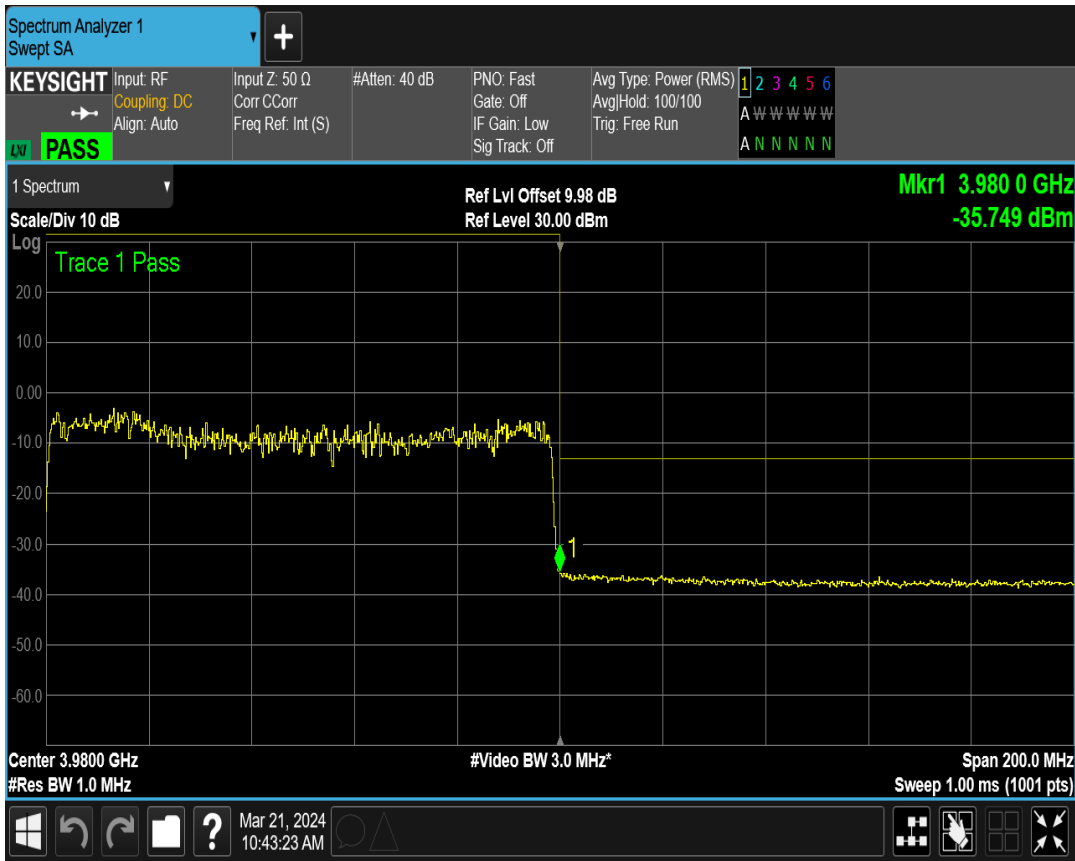 Spectrum Analyzer 1
Swept SA
+
KEYSIGHT
LXI PASS
Input: RF
Coupling: DC
Align: Auto
Input Z: 50 Ω
Corr CCorr
Freq Ref: Int (S)
#Atten: 40 dB
PNO: Fast
Gate: Off
IF Gain: Low
Sig Track: Off
Avg Type: Power (RMS)
Avg|Hold: 100/100
Trig: Free Run
1 2 3 4 5 6
A W W W W W
A N N N N N
1 Spectrum
Scale/Div 10 dB
Ref Lvl Offset 9.98 dB
Ref Level 30.00 dBm
Mkr1 3.980 0 GHz
-35.749 dBm
Log
Trace 1 Pass
20.0
10.0
0.00
-10.0
-20.0
-30.0
-40.0
-50.0
-60.0
1
Center 3.9800 GHz
#Res BW 1.0 MHz
#Video BW 3.0 MHz*
Span 200.0 MHz
Sweep 1.00 ms (1001 pts)
?
Mar 21, 2024
10:43:23 AM